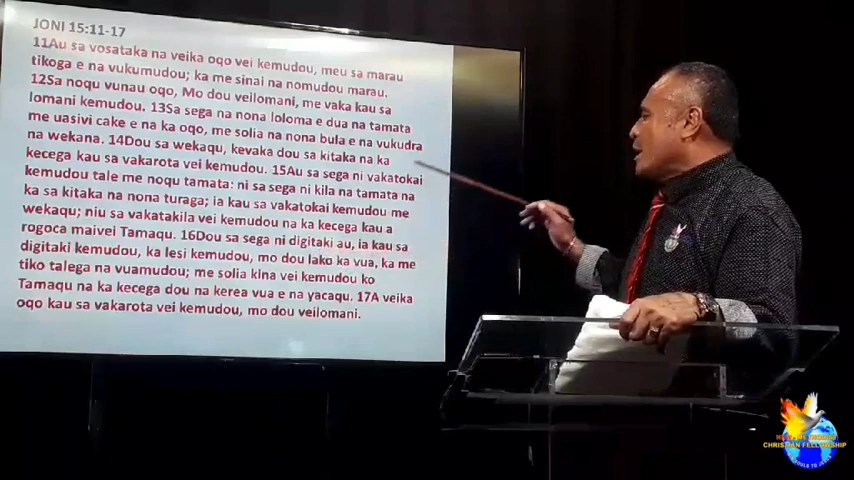 JONI 15:11-17
11Au sa vosataka na veika oqo vei kemudou, meu sa marau
tikoga e na vukumudou; ka me sinai na nomudou marau.
12Sa noqu vunau oqo, Mo dou veilomani, me vaka kau sa
lomani kemudou. 13Sa sega na nona loloma e dua na tamata
me uasivi cake e na ka oqo, me solia na nona bula e na vukudra
na wekana. 14Dou sa wekaqu, kevaka dou sa kitaka na ka
kecega kau sa vakarota vei kemudou. 15Au sa sega ni vakatoka
kemudou tale me noqu tamata: ni sa sega ni kila na tamata na
ka sa kitaka na nona turaga; ia kau sa vakatokai kemudou me
wekaqu; niu sa vakatakila vei kemudou na ka kecega kau a
rogoca maivei Tamaqu. 16Dou sa sega ni digitaki au, ia kau sa
digitaki kemudou, ka lesi kemudou, mo dou lako ka vua, ka me
tiko talega na vuamudou; me solia kina vei kemudou ko
Tamaqu na ka kecega dou na kerea vua e na yacaqu. 17A veika
oqo kau sa vakarota vei kemudou, mo dou veilomani.
CHRISTIAN FELLOWSHIP